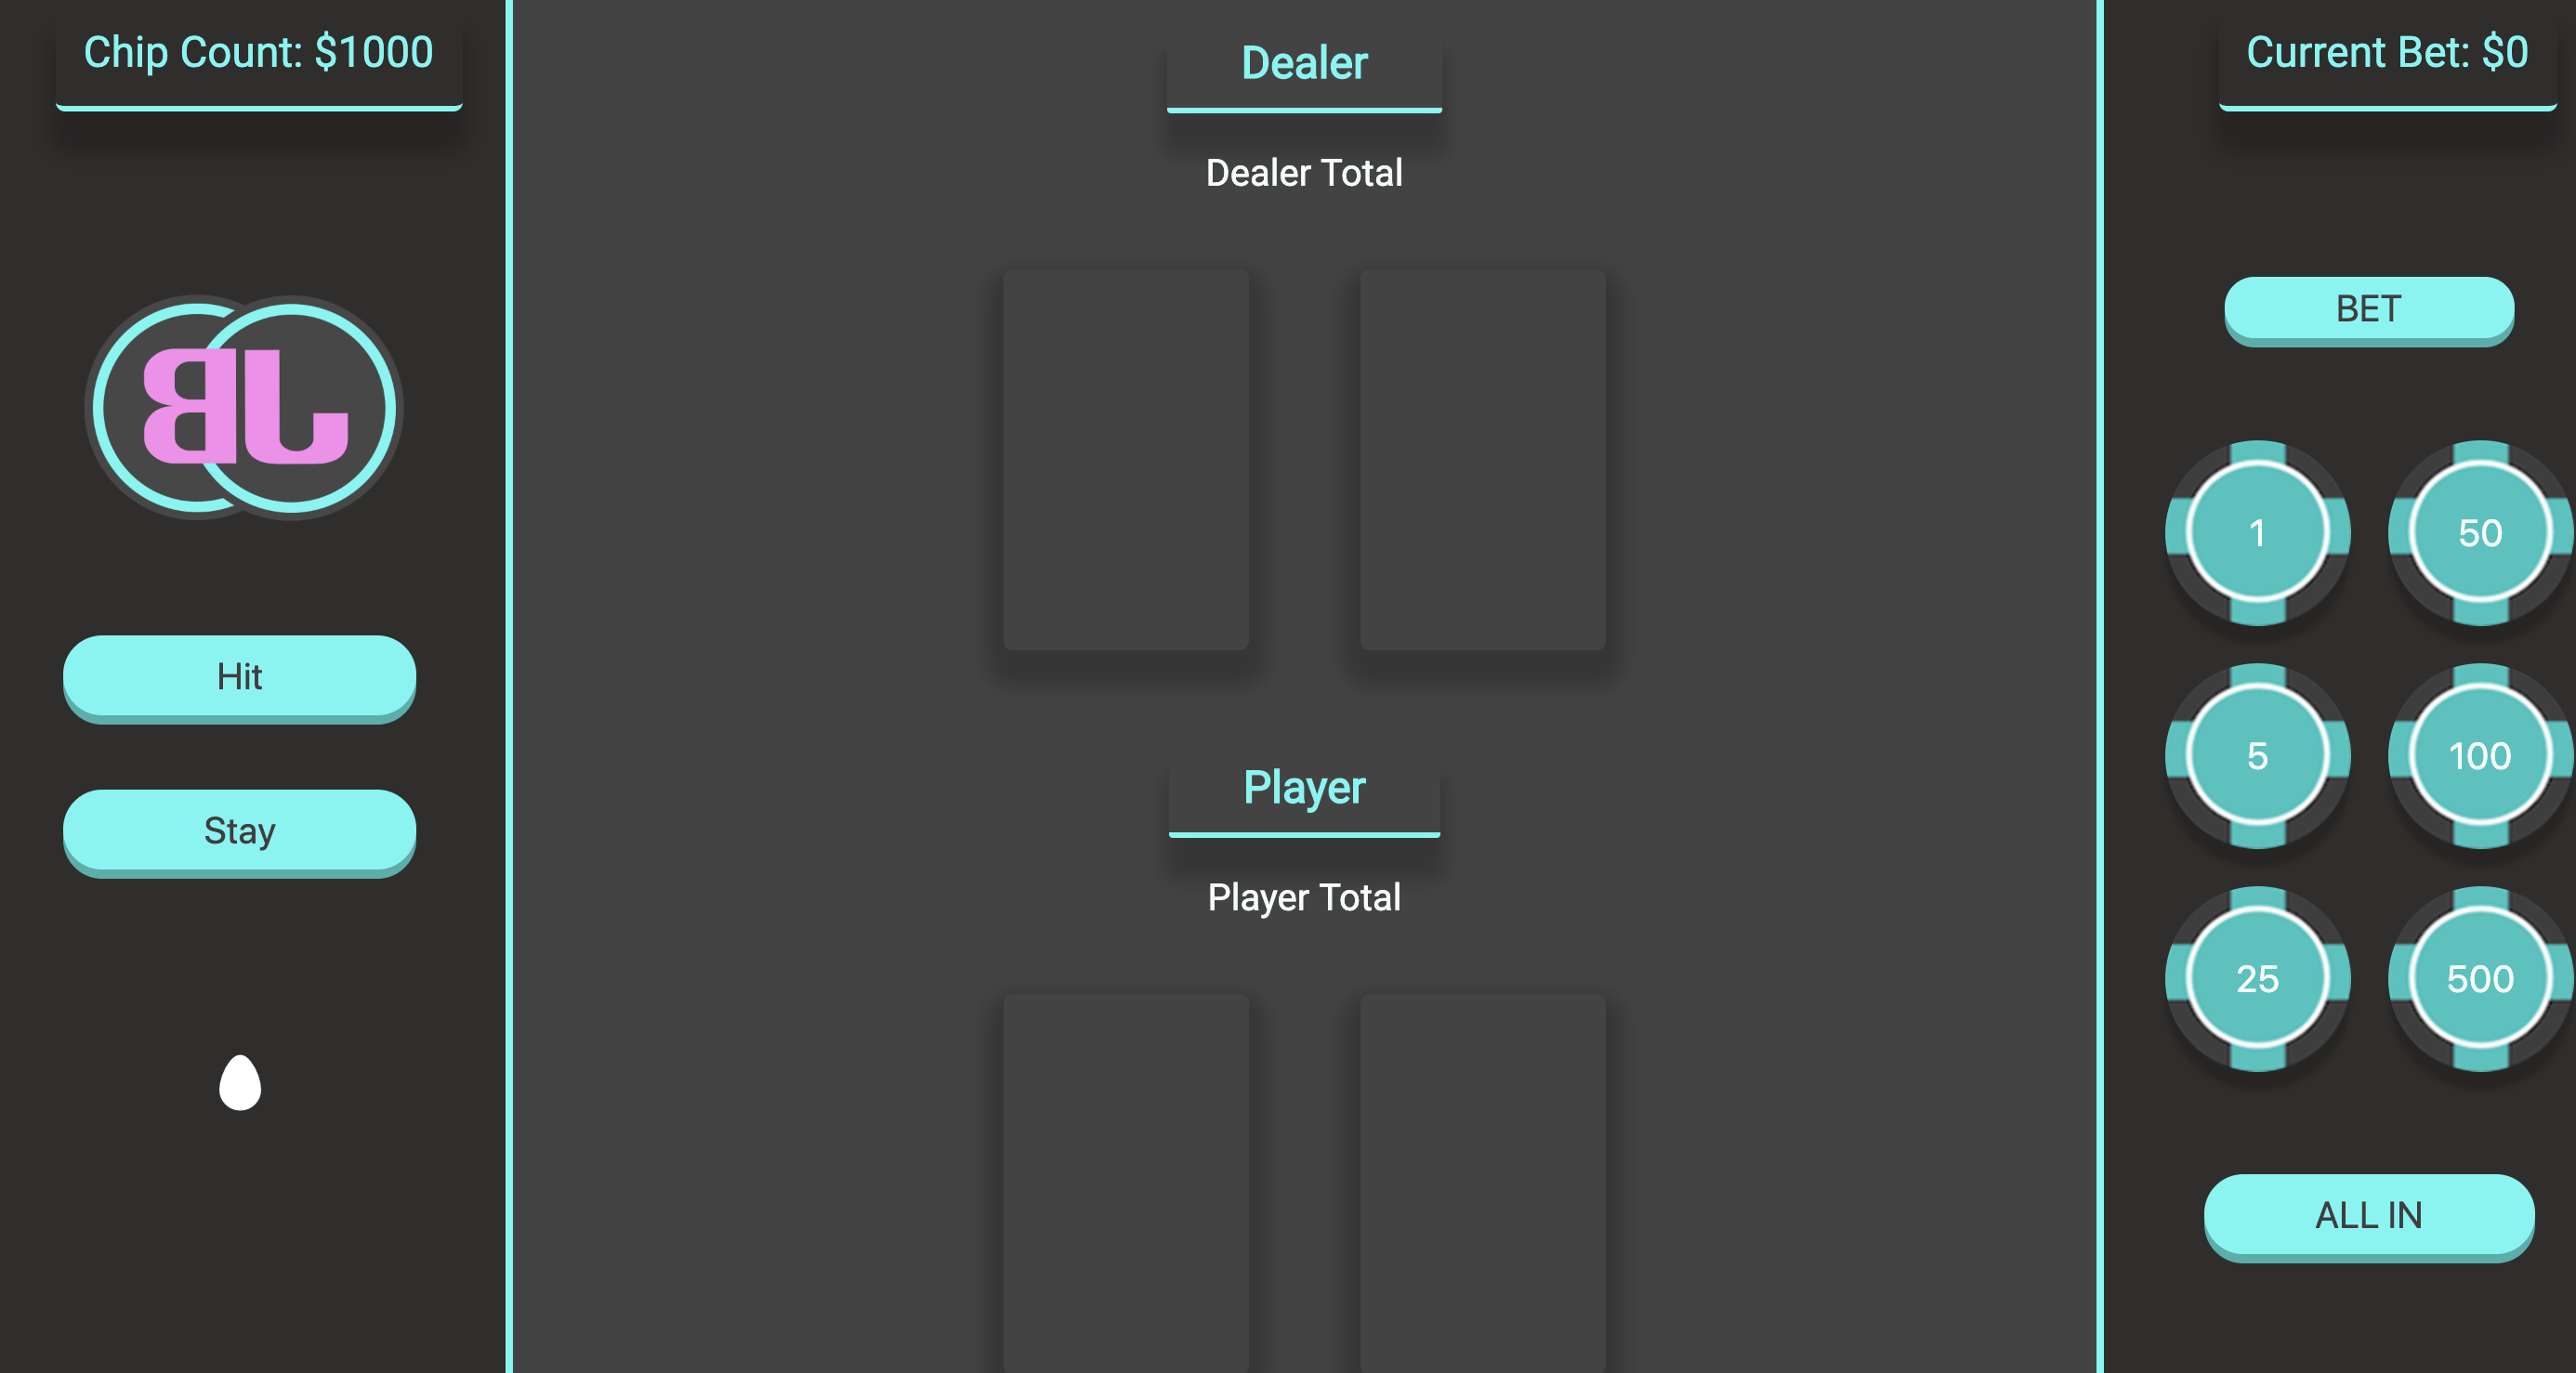 Chip Count: $1000
BJ
Hit
Stay
Dealer
Dealer Total
Player
Player Total
Current Bet: $0
BET
1
50
5
100
25
500
ALL IN